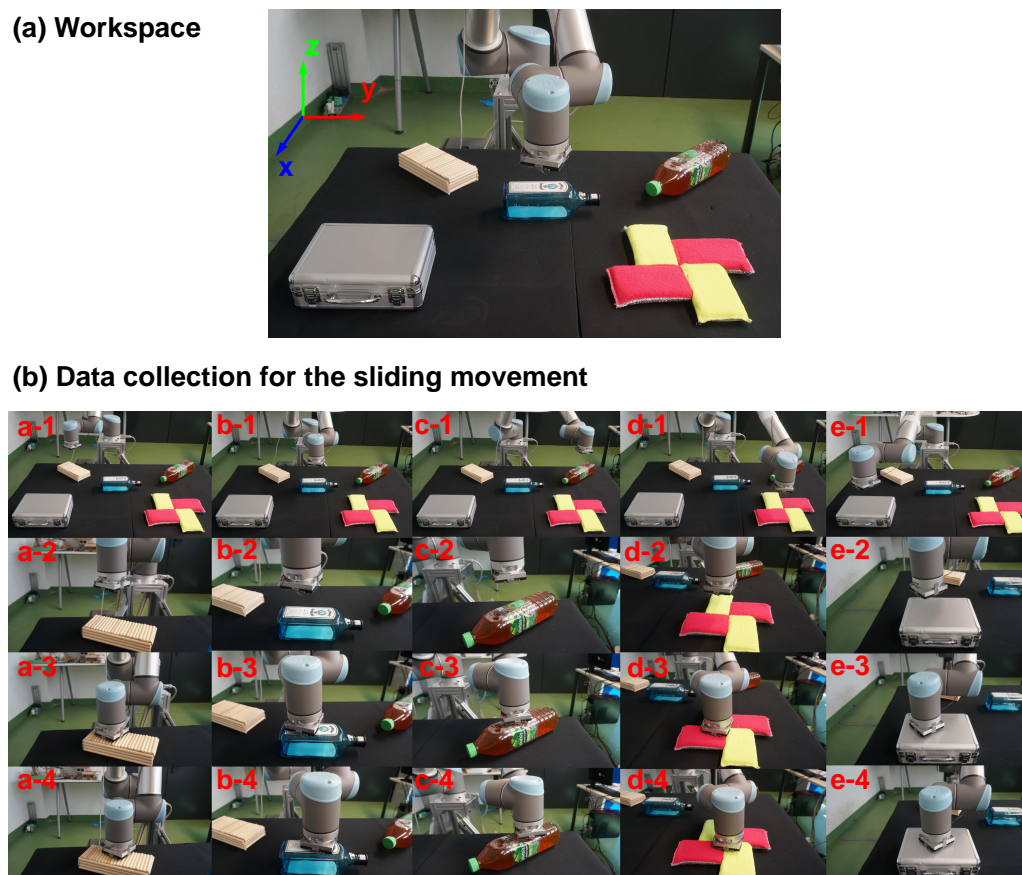 (a) Workspace
z
y
x
(b) Data collection for the sliding movement
a-1 b-1 c-1 d-1 e-1
a-2 b-2 c-2 d-2 e-2
a-3 b-3 c-3 d-3 e-3
a-4 b-4 c-4 d-4 e-4